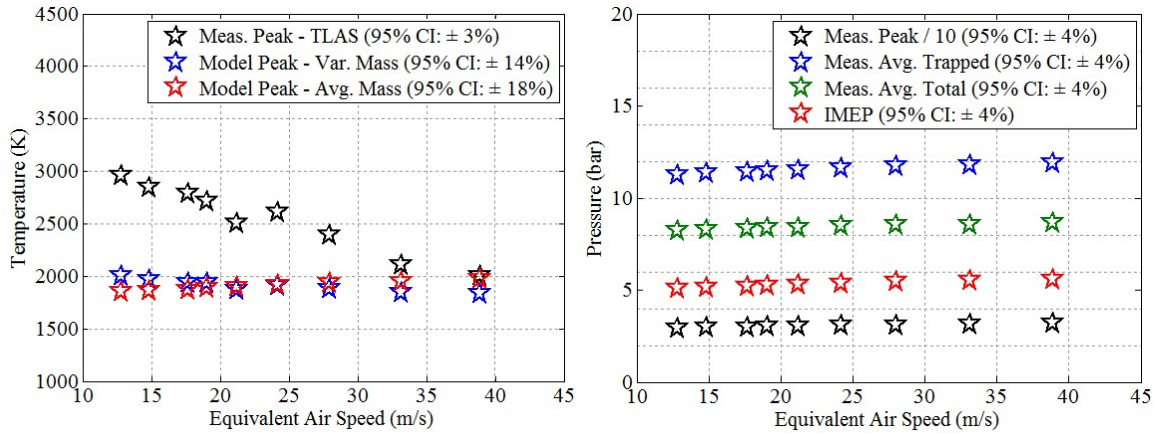 4500
4000
3500
3000
2500
2000
1500
1000
10 15 20 25 30 35 40 45
Temperature (K)
Equivalent Air Speed (m/s)
Meas. Peak - TLAS (95% CI: ± 3%)
Model Peak - Var. Mass (95% CI: ± 14%)
Model Peak - Avg. Mass (95% CI: ± 18%)
20
15
10
5
0
10 15 20 25 30 35 40 45
Pressure (bar)
Equivalent Air Speed (m/s)
Meas. Peak / 10 (95% CI: ± 4%)
Meas. Avg. Trapped (95% CI: ± 4%)
Meas. Avg. Total (95% CI: ± 4%)
IMEP (95% CI: ± 4%)